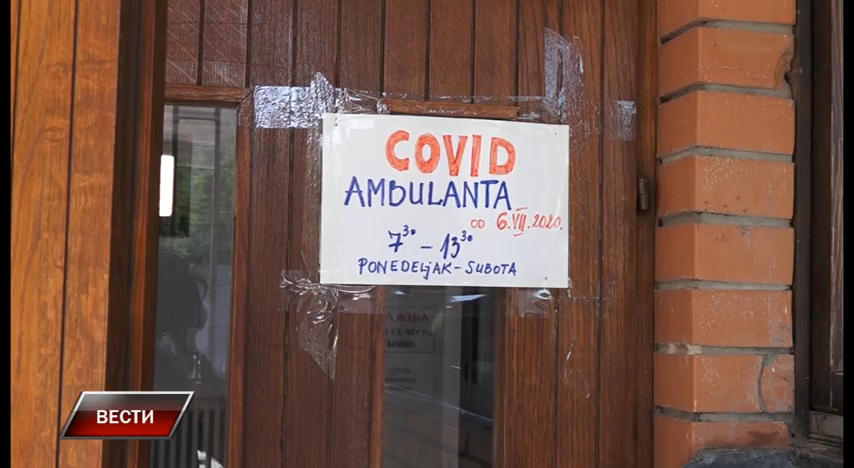 COVID
AMBULANTA
OD 6.VII.2020.
7³⁰ - 13³⁰
PONEDELJAK - SUBOTA
ВЕСТИ